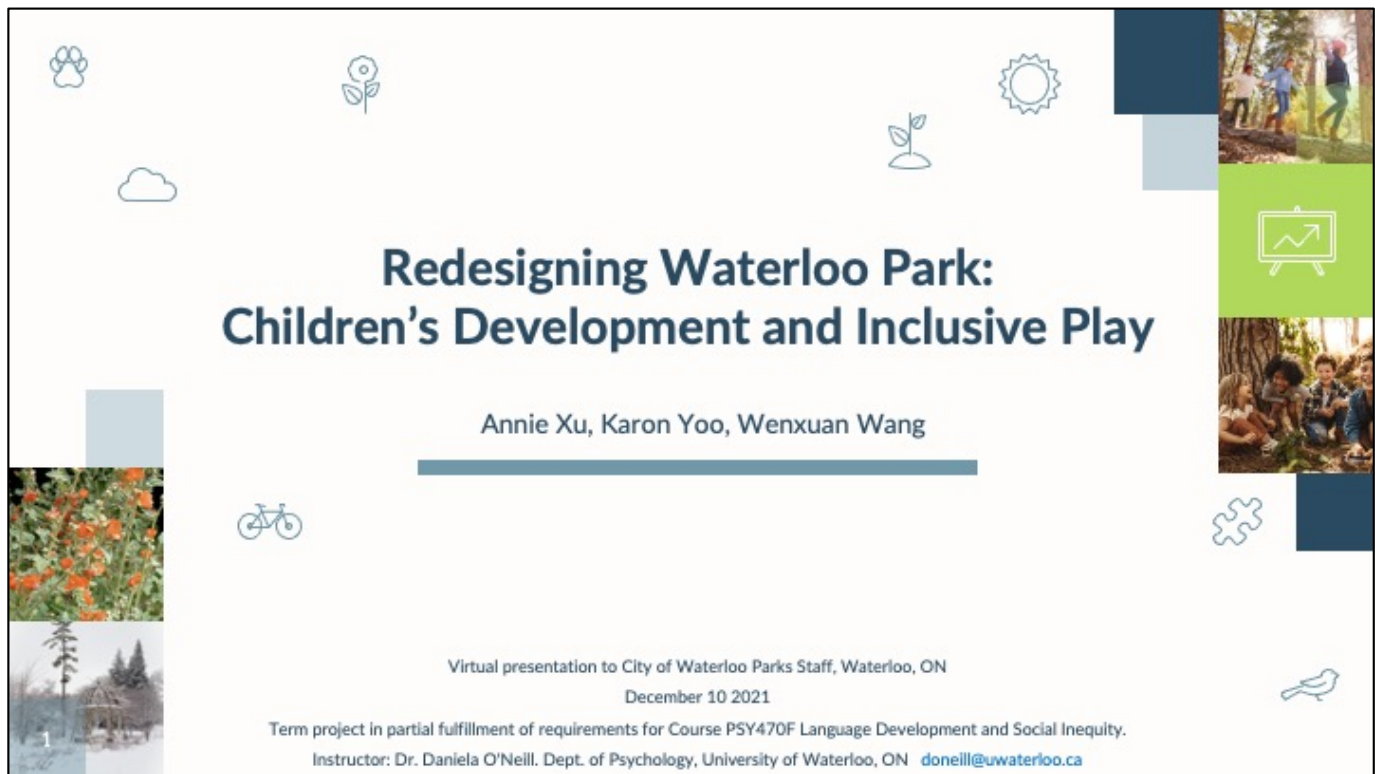 Redesigning Waterloo Park:
Children's Development and Inclusive Play
Annie Xu, Karon Yoo, Wenxuan Wang
Virtual presentation to City of Waterloo Parks Staff, Waterloo, ON
December 10 2021
Term project in partial fulfillment of requirements for Course PSY470F Language Development and Social Inequity.
Instructor: Dr. Daniela O'Neill. Dept. of Psychology, University of Waterloo, ON doneill@uwaterloo.ca
1